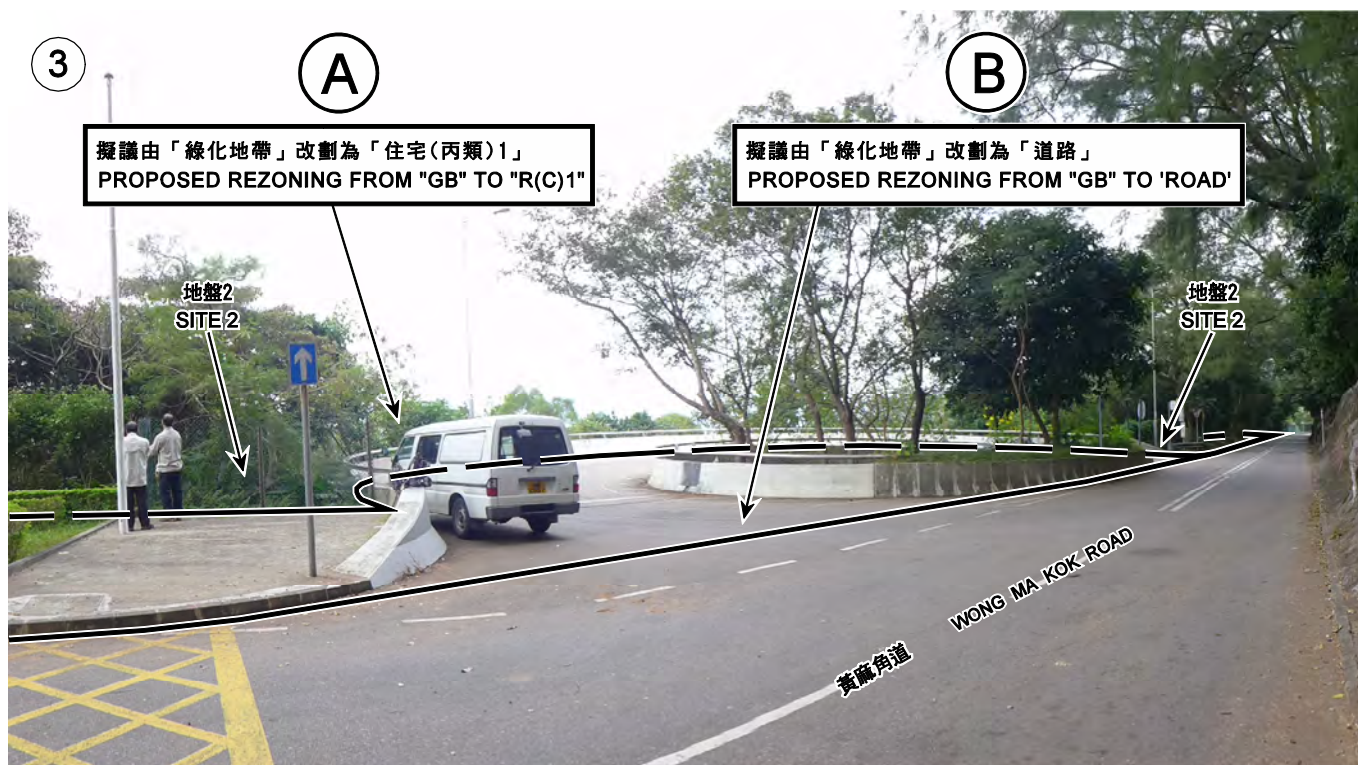 3
A
B
擬議由「綠化地帶」改劃為「住宅(丙類)1」
PROPOSED REZONING FROM "GB" TO "R(C)1"
擬議由「綠化地帶」改劃為「道路」
PROPOSED REZONING FROM "GB" TO 'ROAD'
地盤2
SITE 2
地盤2
SITE 2
黃麻角道
WONG MA KOK ROAD